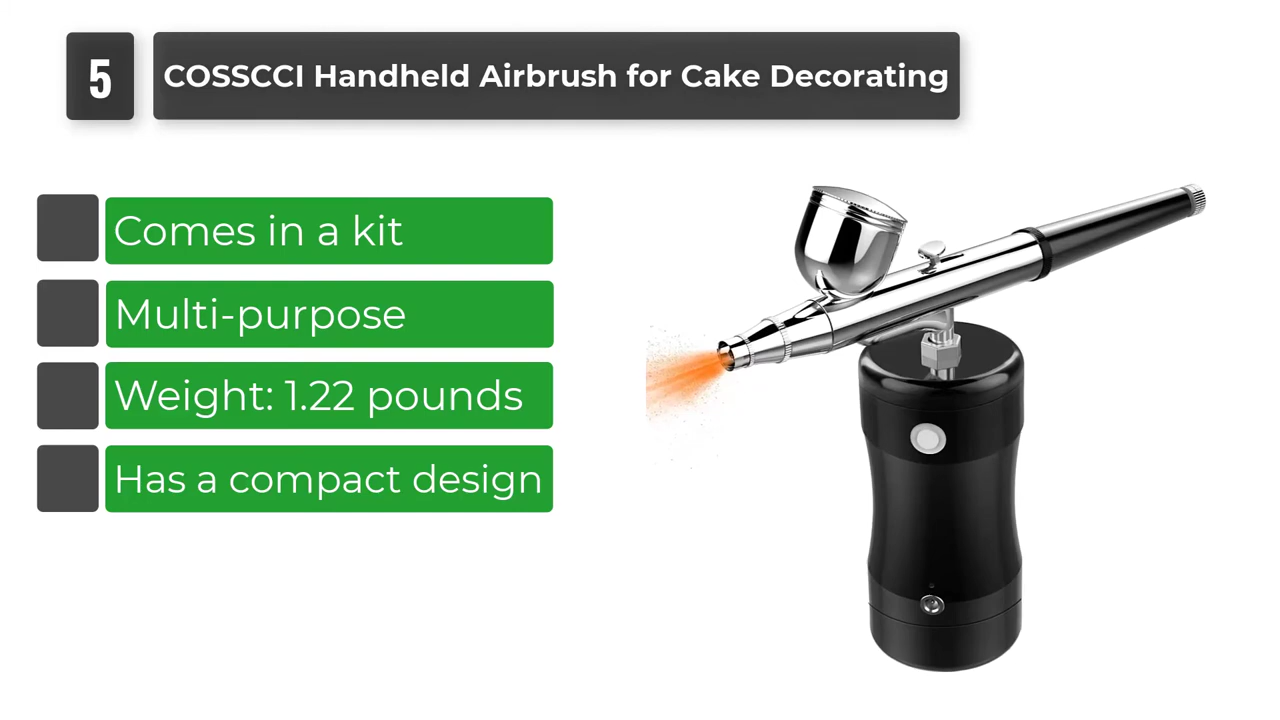 5
COSSCCI Handheld Airbrush for Cake Decorating
Comes in a kit
Multi-purpose
Weight: 1.22 pounds
Has a compact design